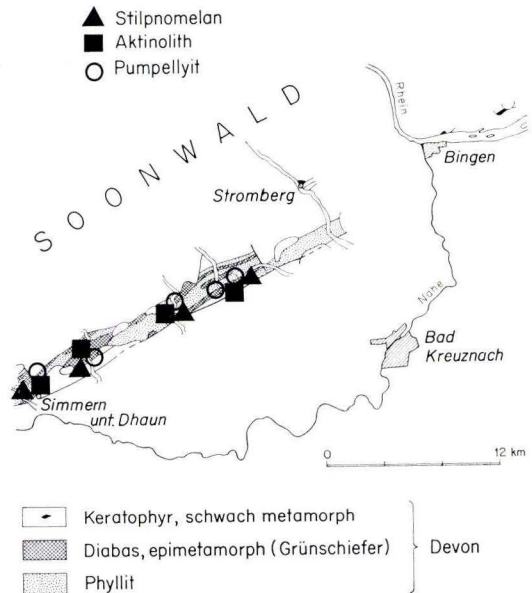 Stilpnomelan
Aktinolith
Pumpellyit
SOONWALD
Rhein
Bingen
Stromberg
Nahe
Bad
Kreuznach
Simmern
unt. Dhaun
0 12 km
Keratophyr, schwach metamorph
Diabas, epimetamorph (Grünschiefer)
Devon
Phyllit